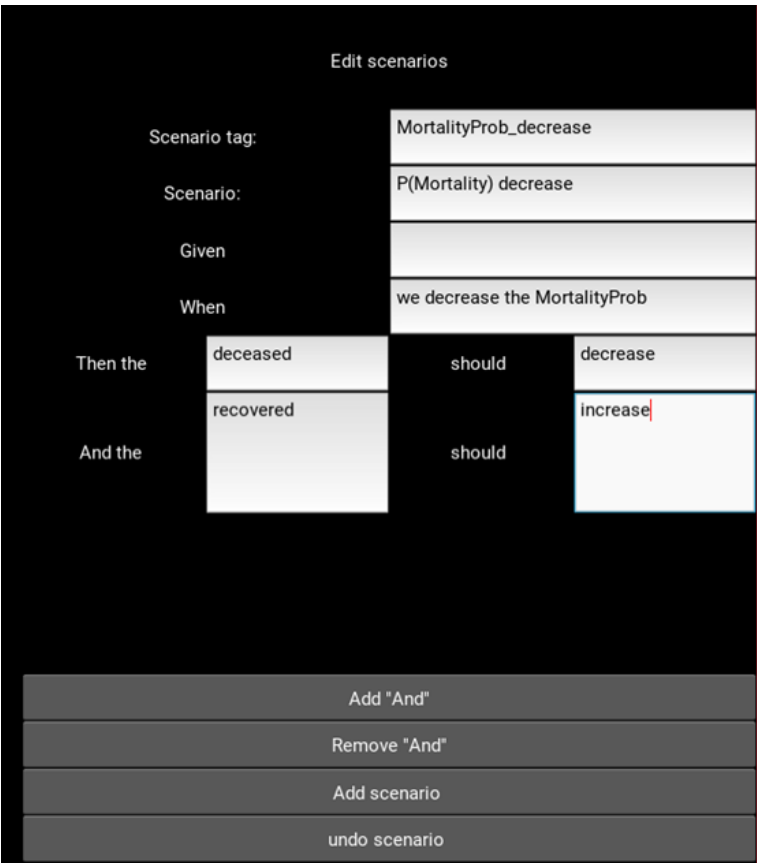 Edit scenarios
Scenario tag: MortalityProb_decrease
Scenario: P(Mortality) decrease
Given
When we decrease the MortalityProb
Then the deceased should decrease
And the recovered should increase
Add "And"
Remove "And"
Add scenario
undo scenario